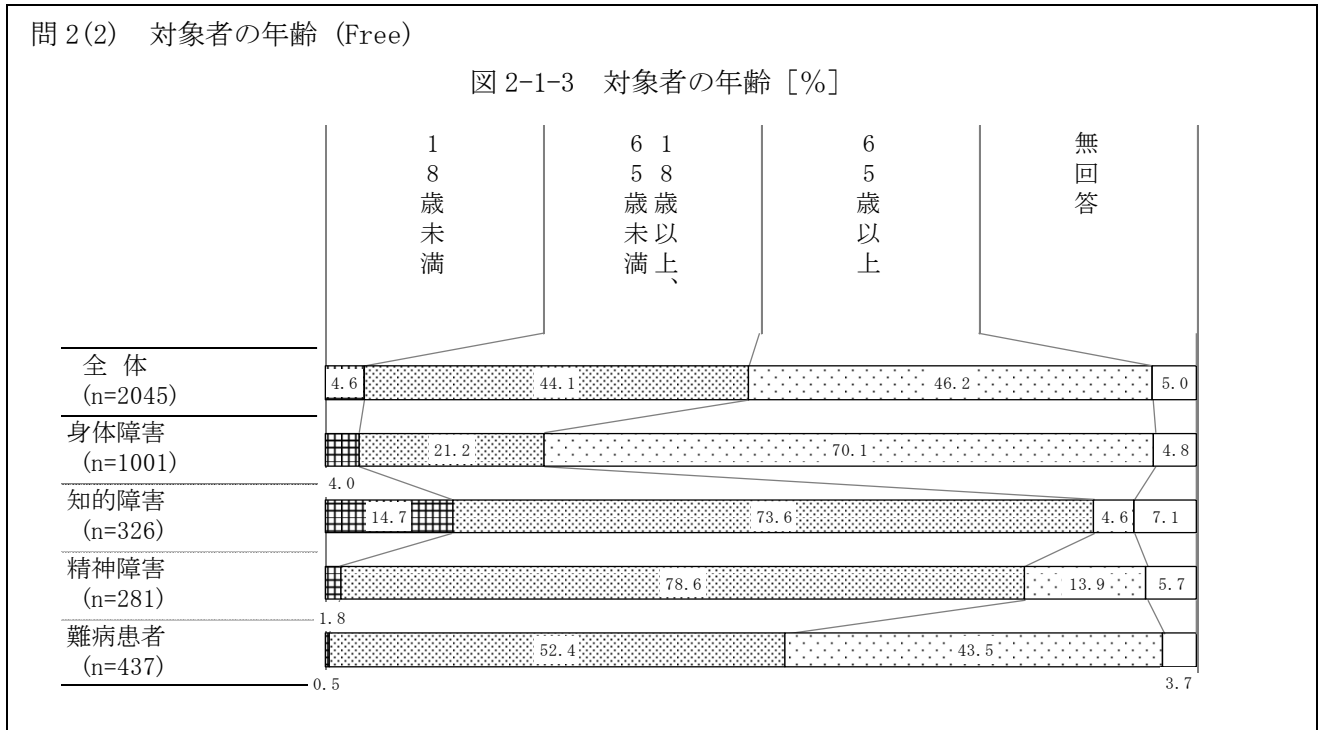 問2(2) 対象者の年齢 (Free)
図2-1-3 対象者の年齢［％］
18歳未満
18歳以上、
65歳未満
65歳以上
無回答
全 体
(n=2045)
4.6 44.1 46.2 5.0
身体障害
(n=1001)
21.2 70.1 4.8
4.0
知的障害
(n=326)
14.7 73.6 4.6 7.1
精神障害
(n=281)
78.6 13.9 5.7
1.8
難病患者
(n=437)
52.4 43.5
0.5 3.7